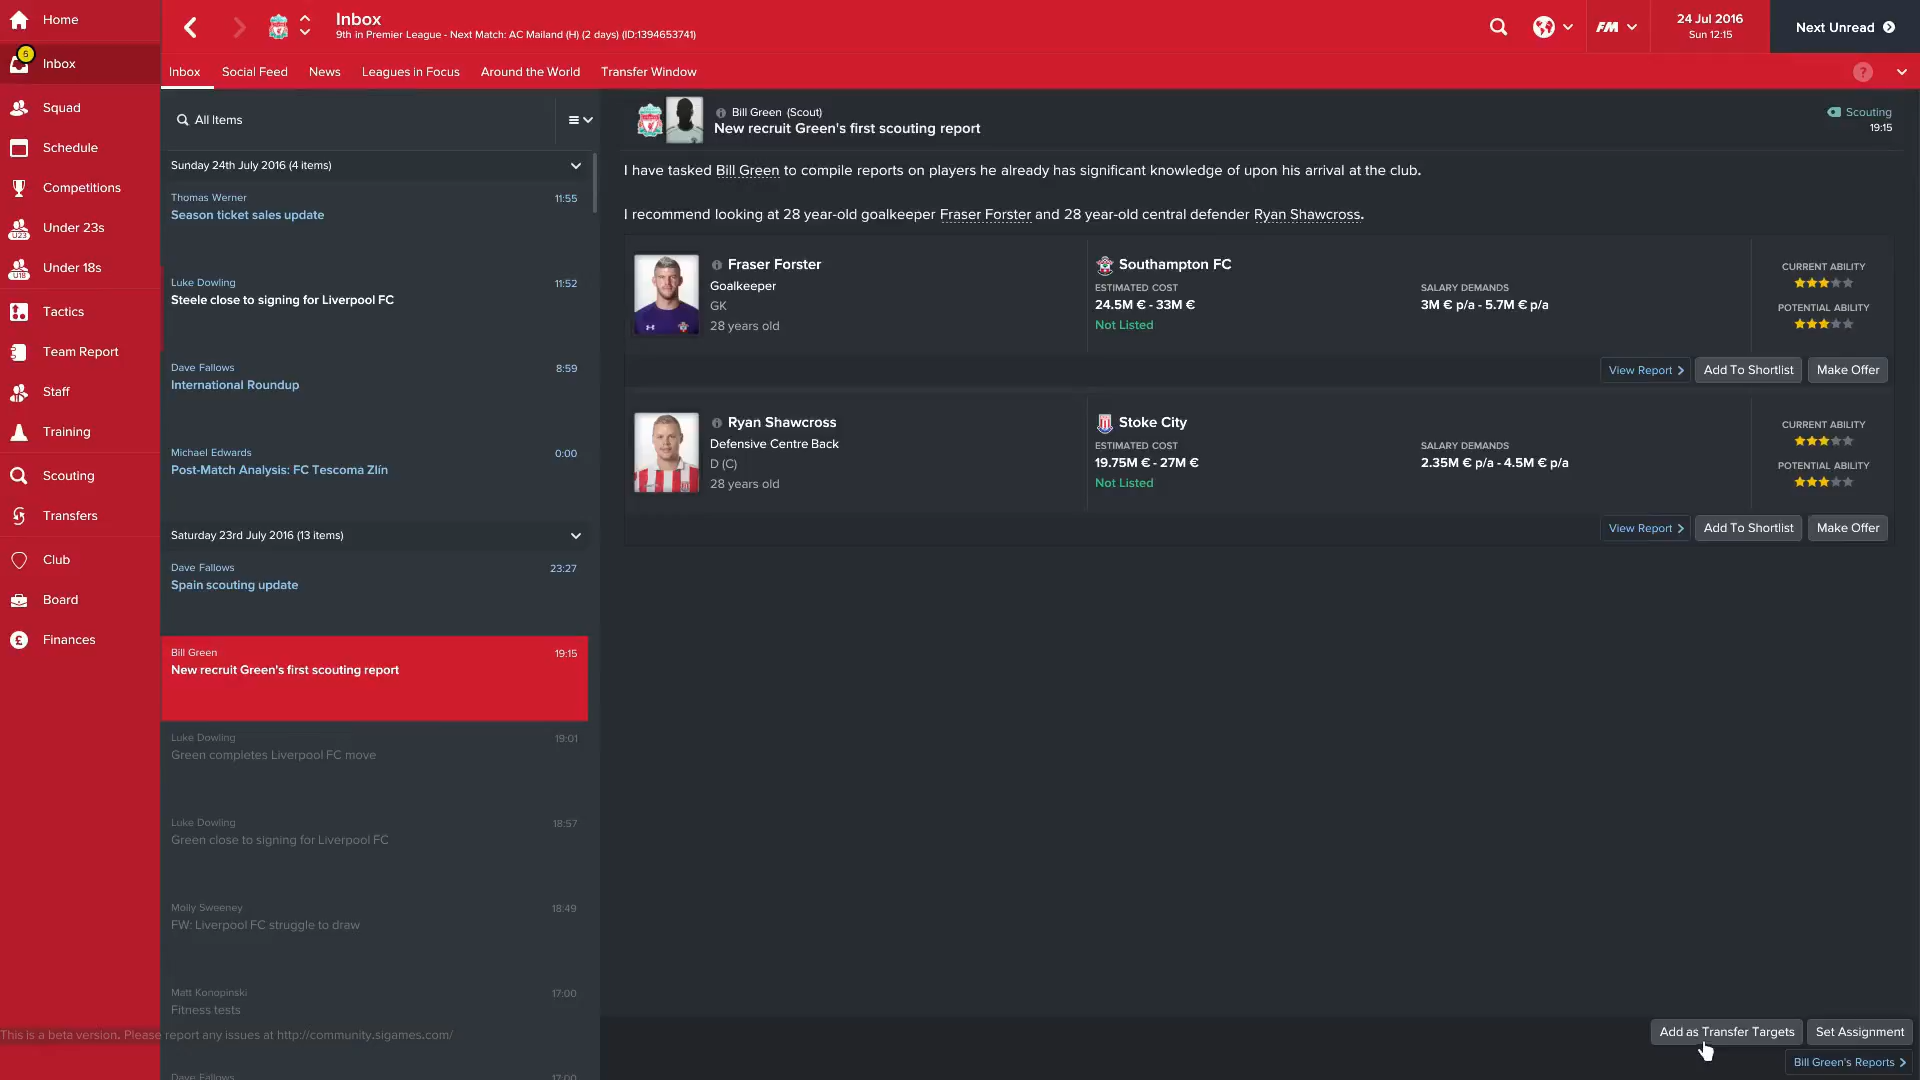 Home
6
Inbox
Squad
Schedule
Competitions
U23
Under 23s
U18
Under 18s
Tactics
Team Report
Staff
Training
Scouting
Transfers
Club
Board
£
Finances
Inbox
9th in Premier League - Next Match: AC Mailand (H) (2 days) (ID:1394653741)
FM
24 Jul 2016
Sun 12:15
Next Unread
Inbox
Social Feed
News
Leagues in Focus
Around the World
Transfer Window
?
All Items
Sunday 24th July 2016 (4 items)
Thomas Werner
11:55
Season ticket sales update
Luke Dowling
11:52
Steele close to signing for Liverpool FC
Dave Fallows
8:59
International Roundup
Michael Edwards
0:00
Post-Match Analysis: FC Tescoma Zlín
Saturday 23rd July 2016 (13 items)
Dave Fallows
23:27
Spain scouting update
Bill Green
19:15
New recruit Green's first scouting report
Luke Dowling
19:01
Green completes Liverpool FC move
Luke Dowling
18:57
Green close to signing for Liverpool FC
Molly Sweeney
18:49
FW: Liverpool FC struggle to draw
Matt Konopinski
17:00
Fitness tests
This is a beta version. Please report any issues at http://community.sigames.com/
Dave Fallows
17:00
Bill Green (Scout)
New recruit Green's first scouting report
Scouting
19:15
I have tasked Bill Green to compile reports on players he already has significant knowledge of upon his arrival at the club.
I recommend looking at 28 year-old goalkeeper Fraser Forster and 28 year-old central defender Ryan Shawcross.
Fraser Forster
Goalkeeper
GK
28 years old
Southampton FC
ESTIMATED COST
24.5M € - 33M €
Not Listed
SALARY DEMANDS
3M € p/a - 5.7M € p/a
CURRENT ABILITY
POTENTIAL ABILITY
View Report
Add To Shortlist
Make Offer
Ryan Shawcross
Defensive Centre Back
D (C)
28 years old
Stoke City
ESTIMATED COST
19.75M € - 27M €
Not Listed
SALARY DEMANDS
2.35M € p/a - 4.5M € p/a
CURRENT ABILITY
POTENTIAL ABILITY
View Report
Add To Shortlist
Make Offer
Add as Transfer Targets
Set Assignment
Bill Green's Reports